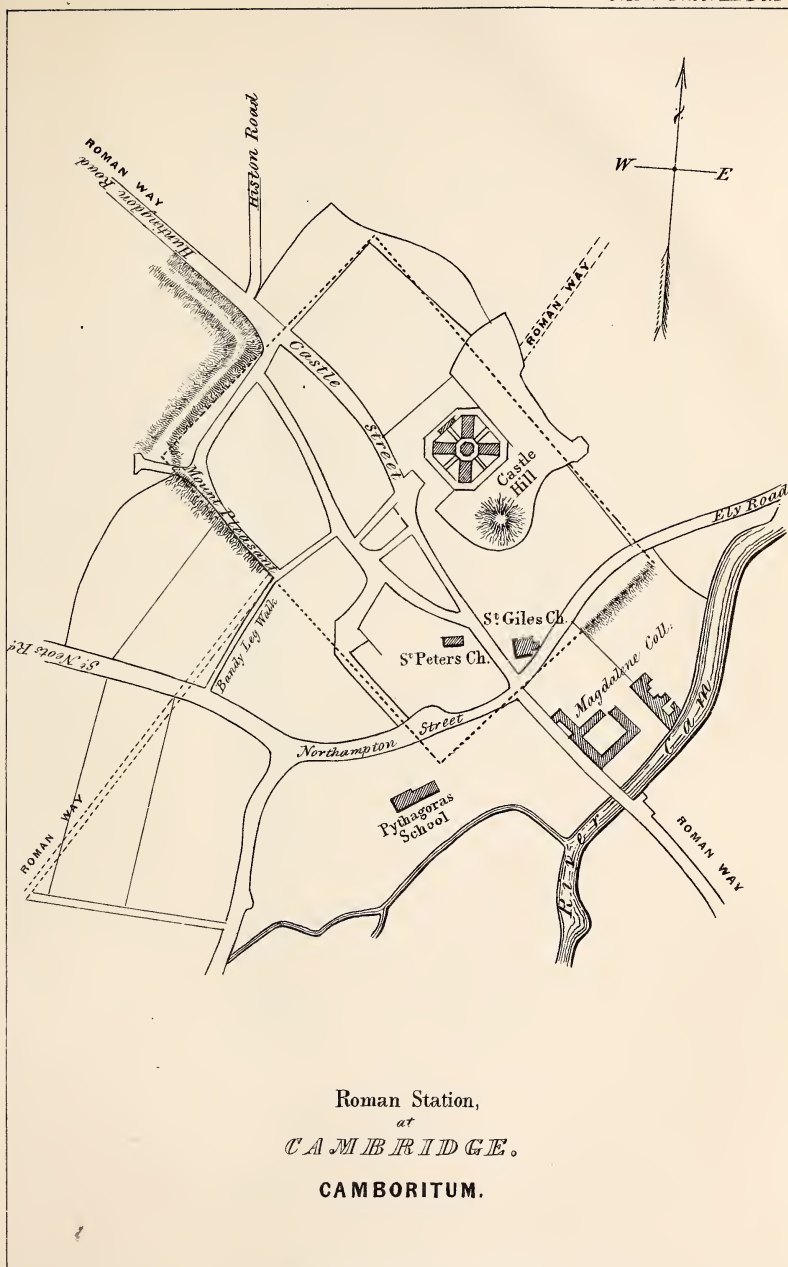 ROMAN WAY
Huntingdon Road
Histon Road
W E
ROMAN WAY
Castle Street
Castle
Hill
Mount Pleasant
Ely Road
Bandy Leg Walk
St Giles Ch.
St Peters Ch.
St Neots Rd
Magdalene Coll.
Northampton Street
River Cam
Pythagoras
School
ROMAN WAY
ROMAN WAY
Roman Station,
at
CAMBRIDGE.
CAMBORITUM.